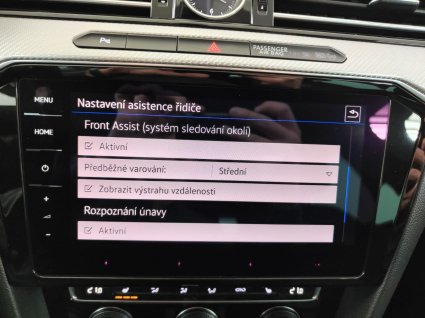 PASSENGER
AIR BAG
MENU
HOME
Nastavení asistence řidiče
Front Assist (systém sledování okolí)
Aktivní
Předběžné varování: Střední
Zobrazit výstrahu vzdálenosti
Rozpoznání únavy
Aktivní